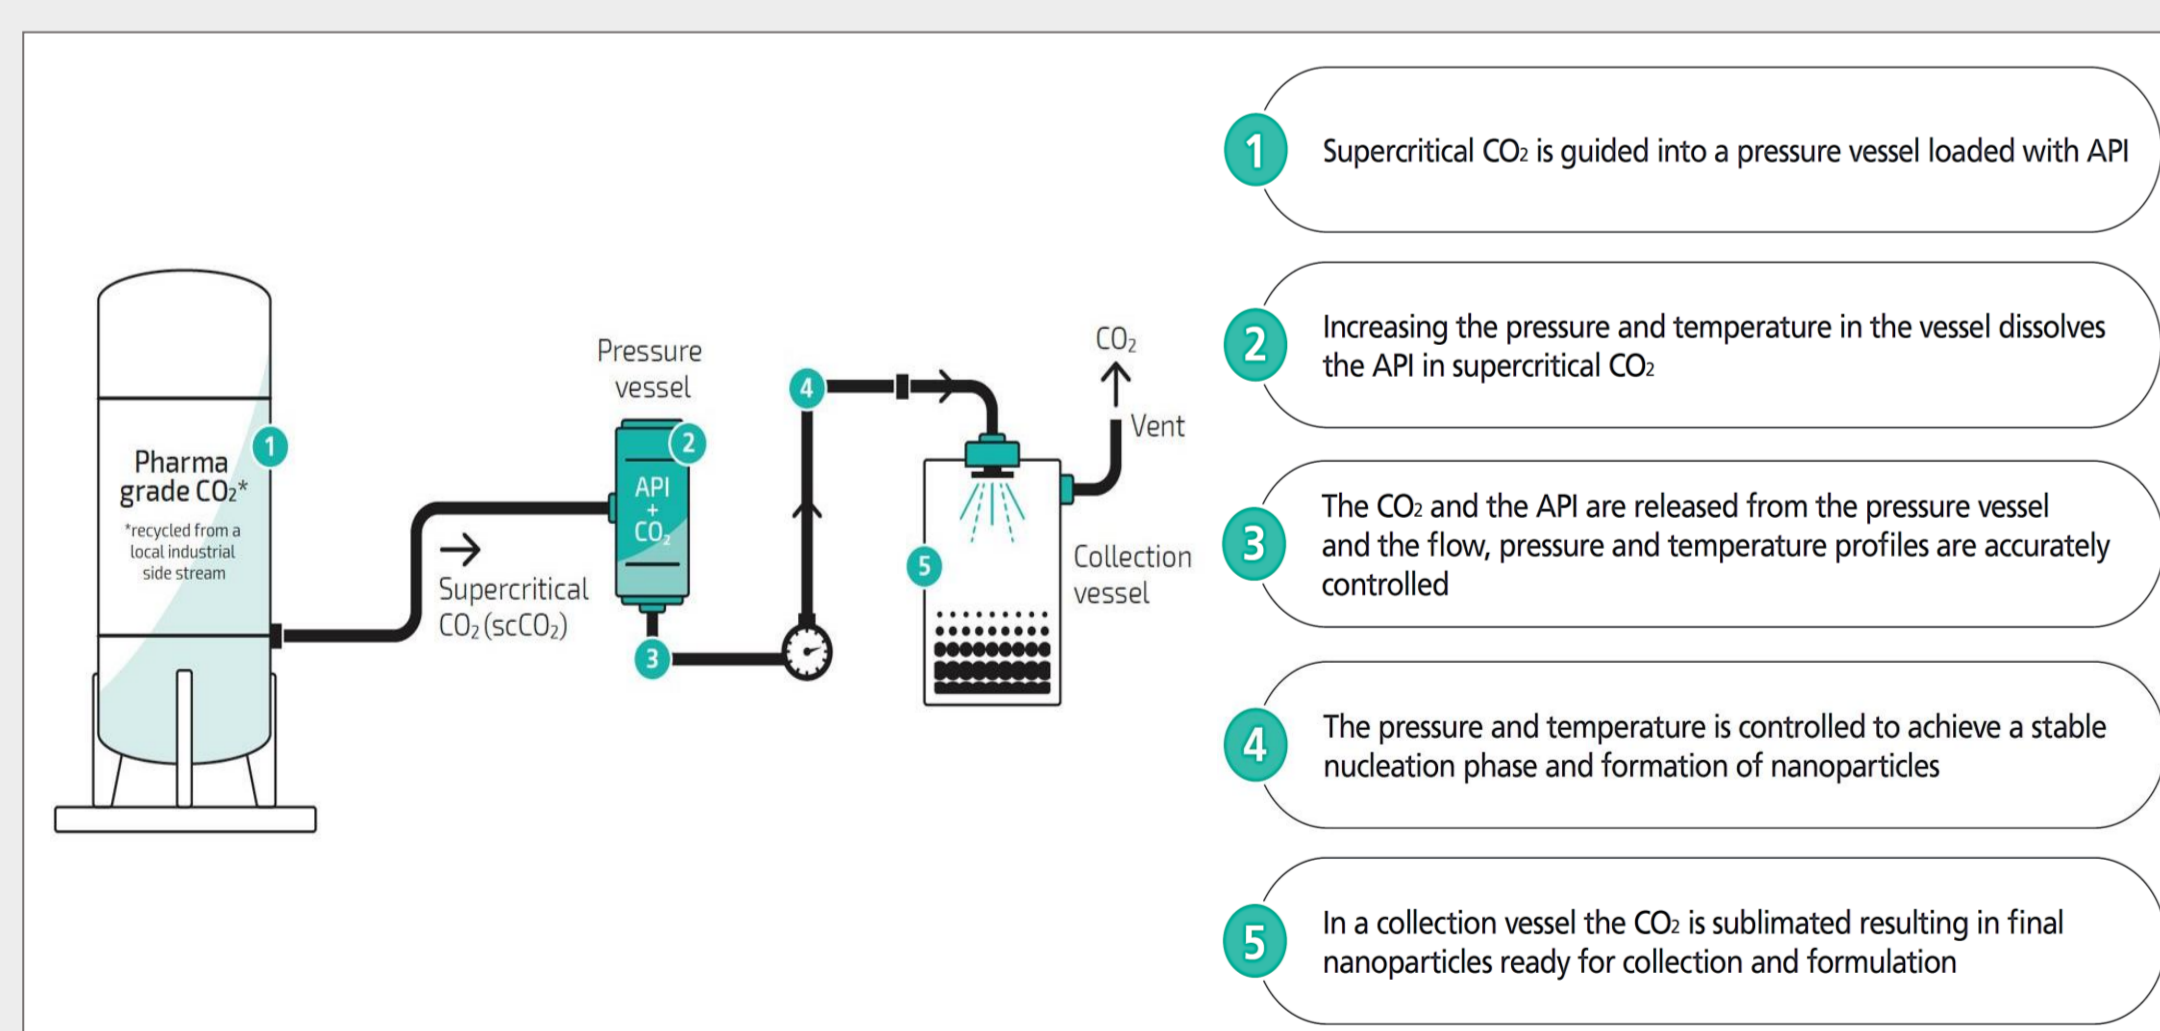 Pharma
grade CO₂*
*recycled from a
local industrial
side stream
1
Supercritical
CO₂ (scCO₂)
Pressure
vessel
2
API
+
CO₂
3
4
5
CO₂
Vent
Collection
vessel
1
Supercritical CO₂ is guided into a pressure vessel loaded with API
2
Increasing the pressure and temperature in the vessel dissolves
the API in supercritical CO₂
3
The CO₂ and the API are released from the pressure vessel
and the flow, pressure and temperature profiles are accurately
controlled
4
The pressure and temperature is controlled to achieve a stable
nucleation phase and formation of nanoparticles
5
In a collection vessel the CO₂ is sublimated resulting in final
nanoparticles ready for collection and formulation